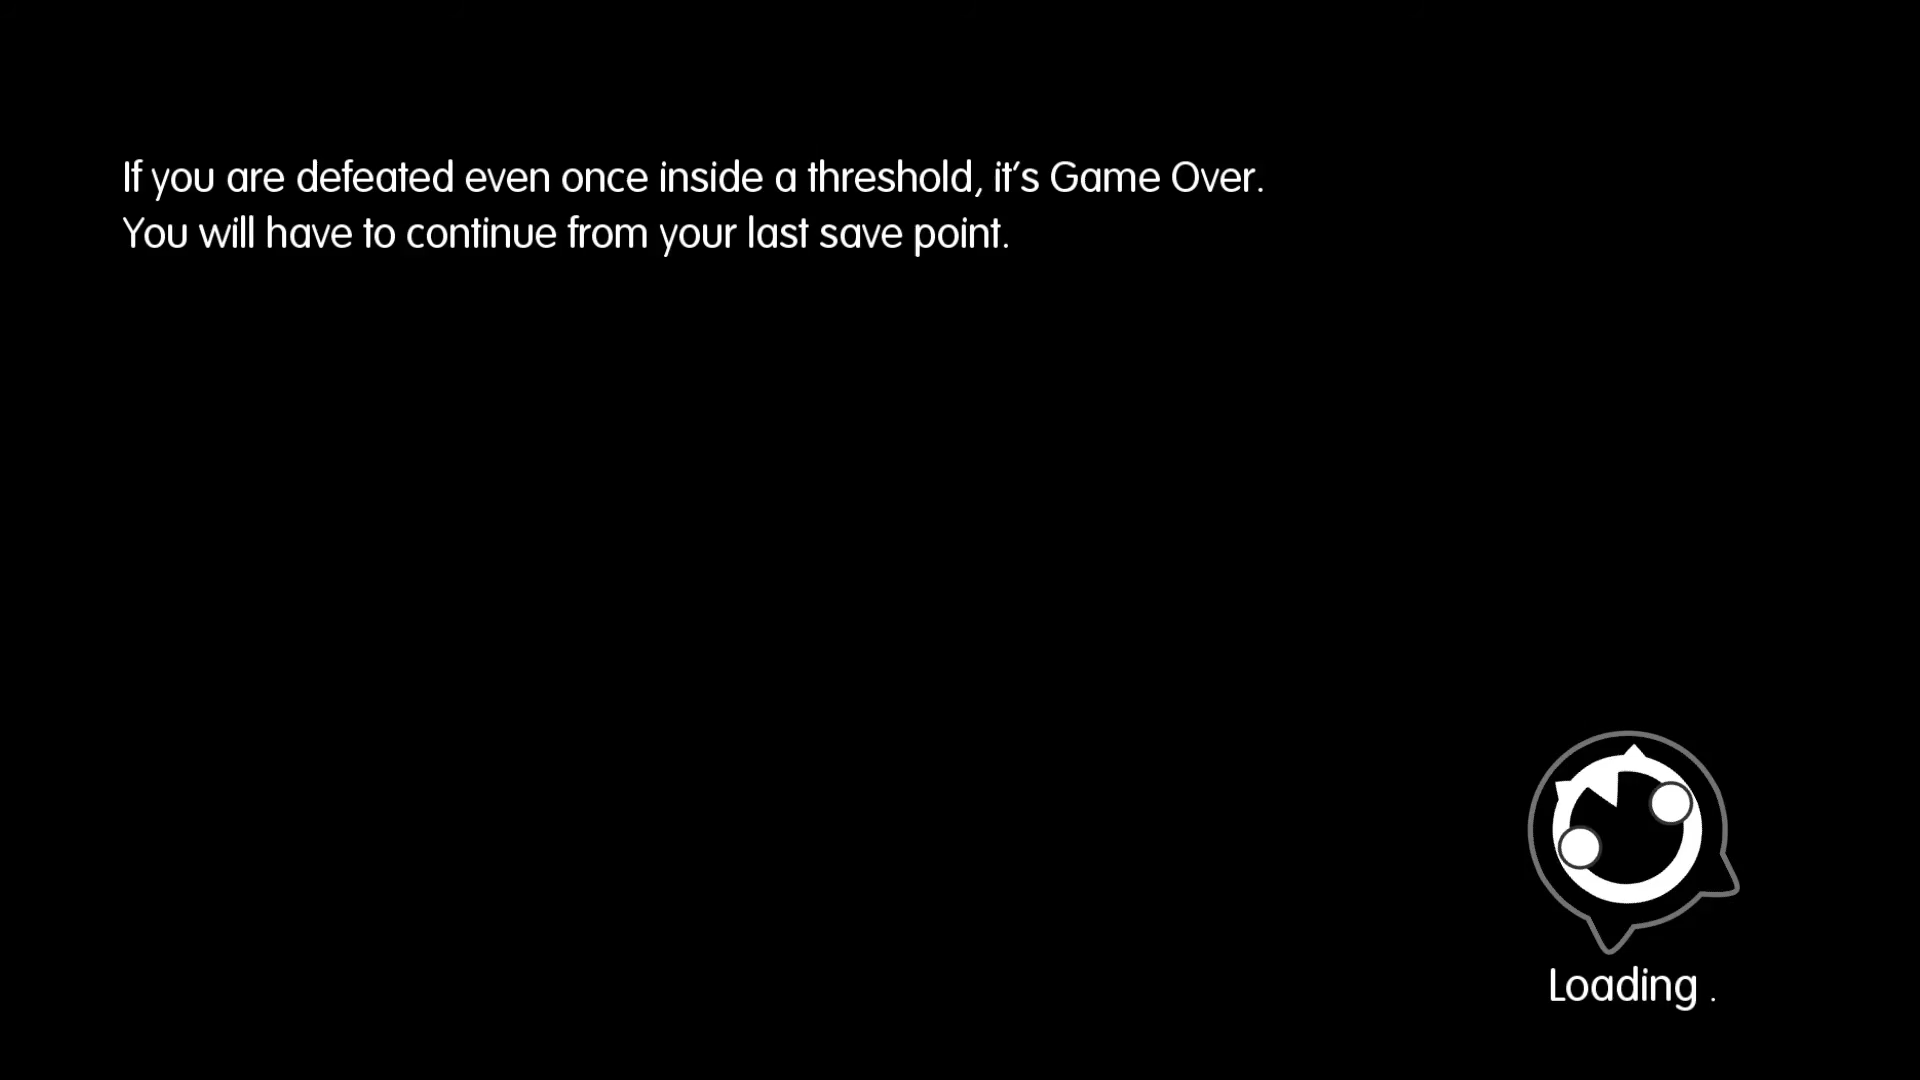 If you are defeated even once inside a threshold, it's Game Over.
You will have to continue from your last save point.
Loading .